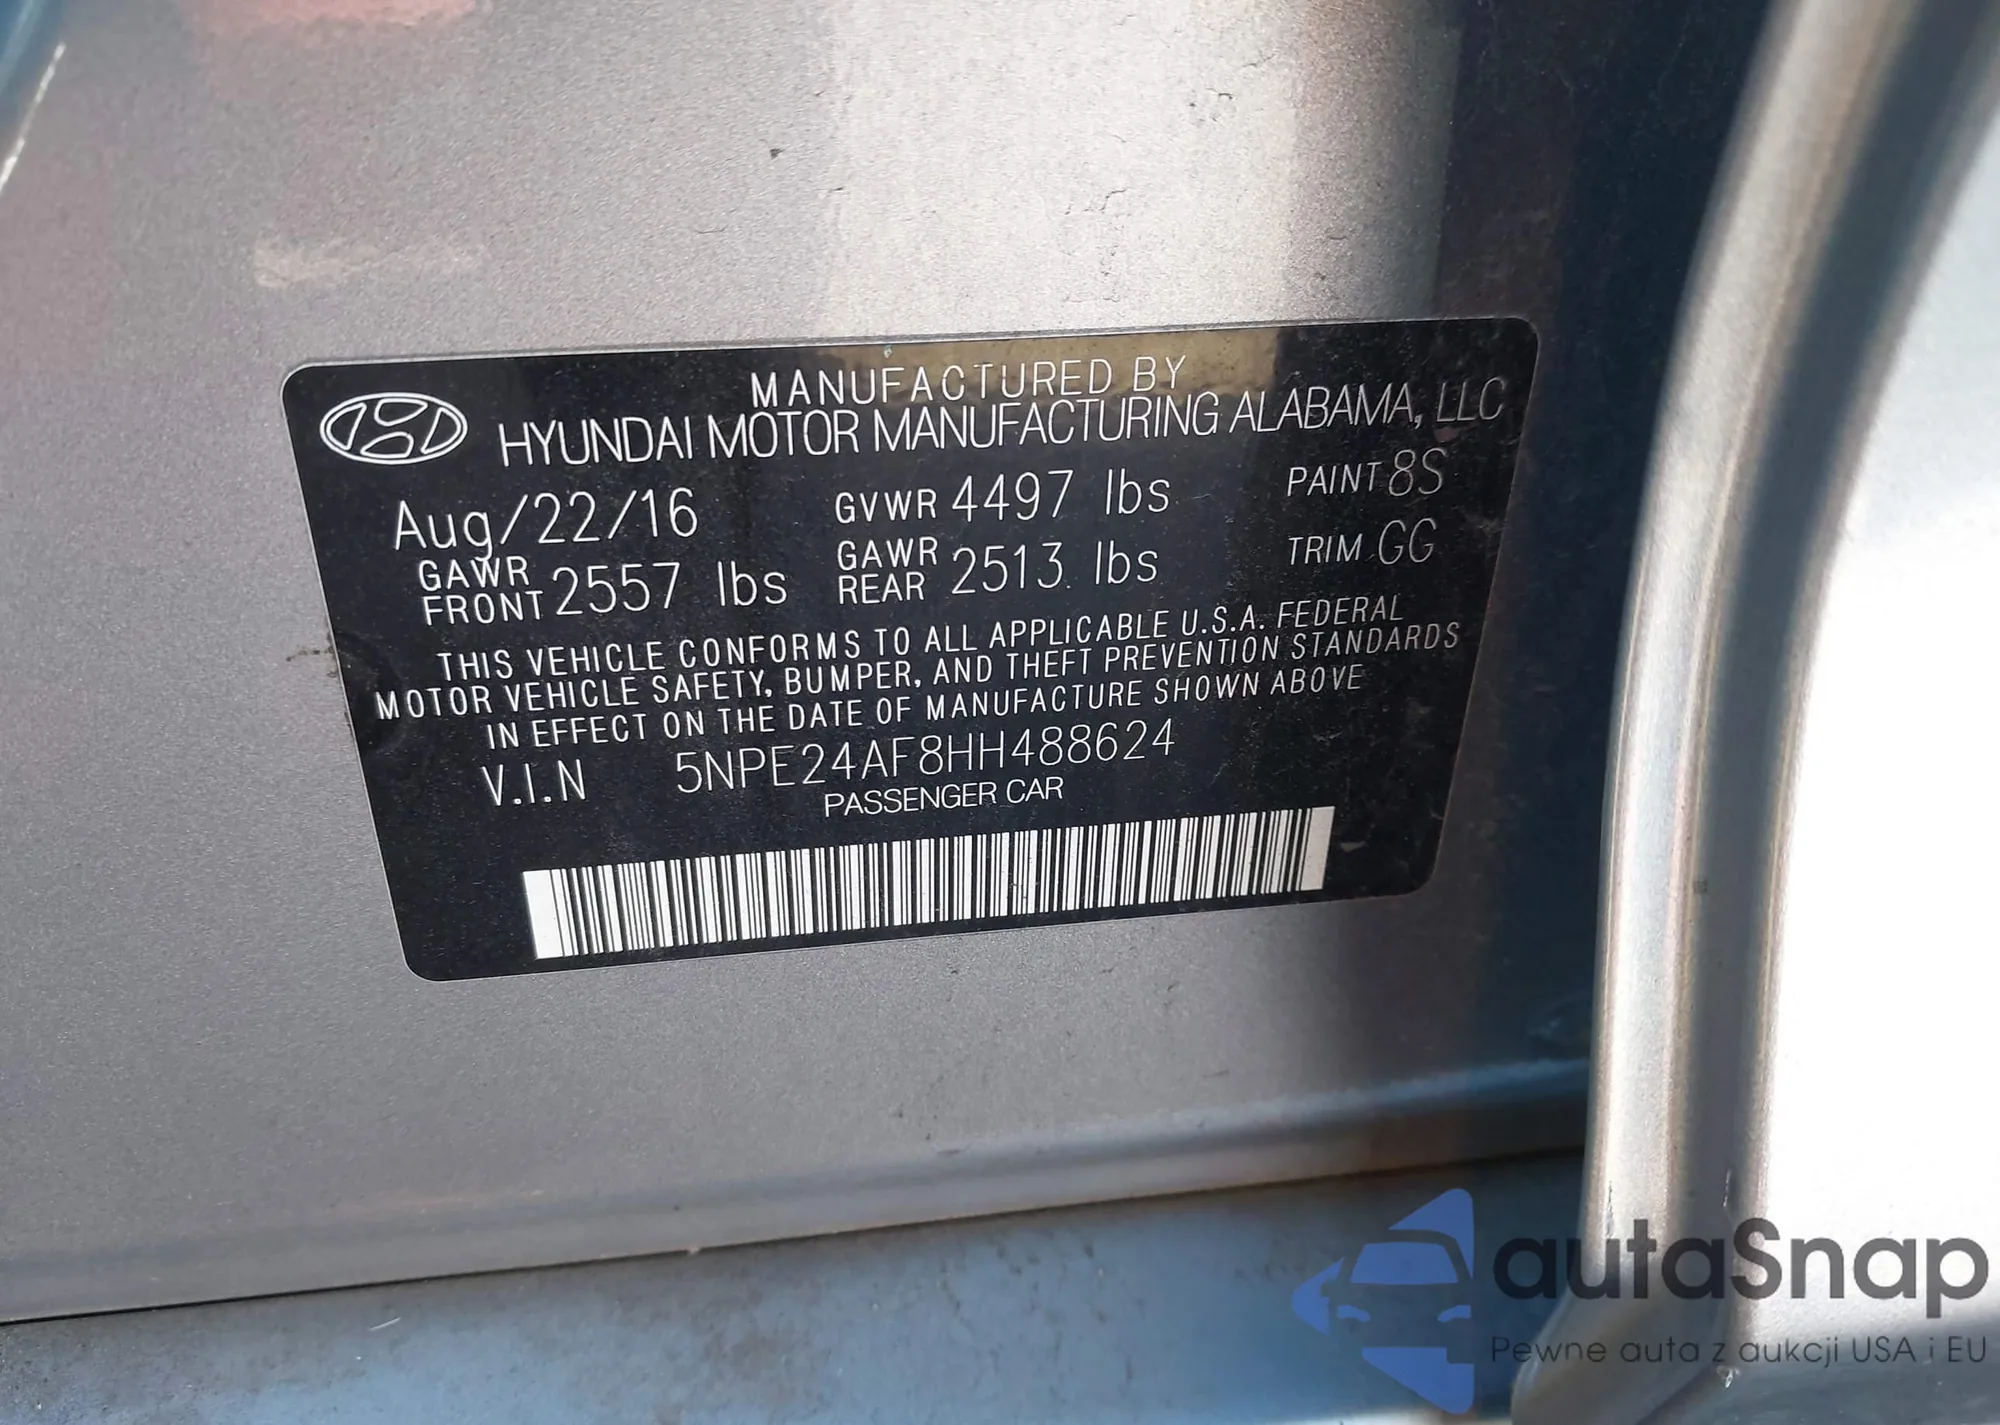 MANUFACTURED BY
HYUNDAI MOTOR MANUFACTURING ALABAMA, LLC
Aug/22/16 GVWR 4497 lbs PAINT 8S
GAWR FRONT 2557 lbs GAWR REAR 2513 lbs TRIM GG
THIS VEHICLE CONFORMS TO ALL APPLICABLE U.S.A. FEDERAL
MOTOR VEHICLE SAFETY, BUMPER, AND THEFT PREVENTION STANDARDS
IN EFFECT ON THE DATE OF MANUFACTURE SHOWN ABOVE
V.I.N 5NPE24AF8HH488624
PASSENGER CAR
autaSnap
Pewne auta z aukcji USA i EU